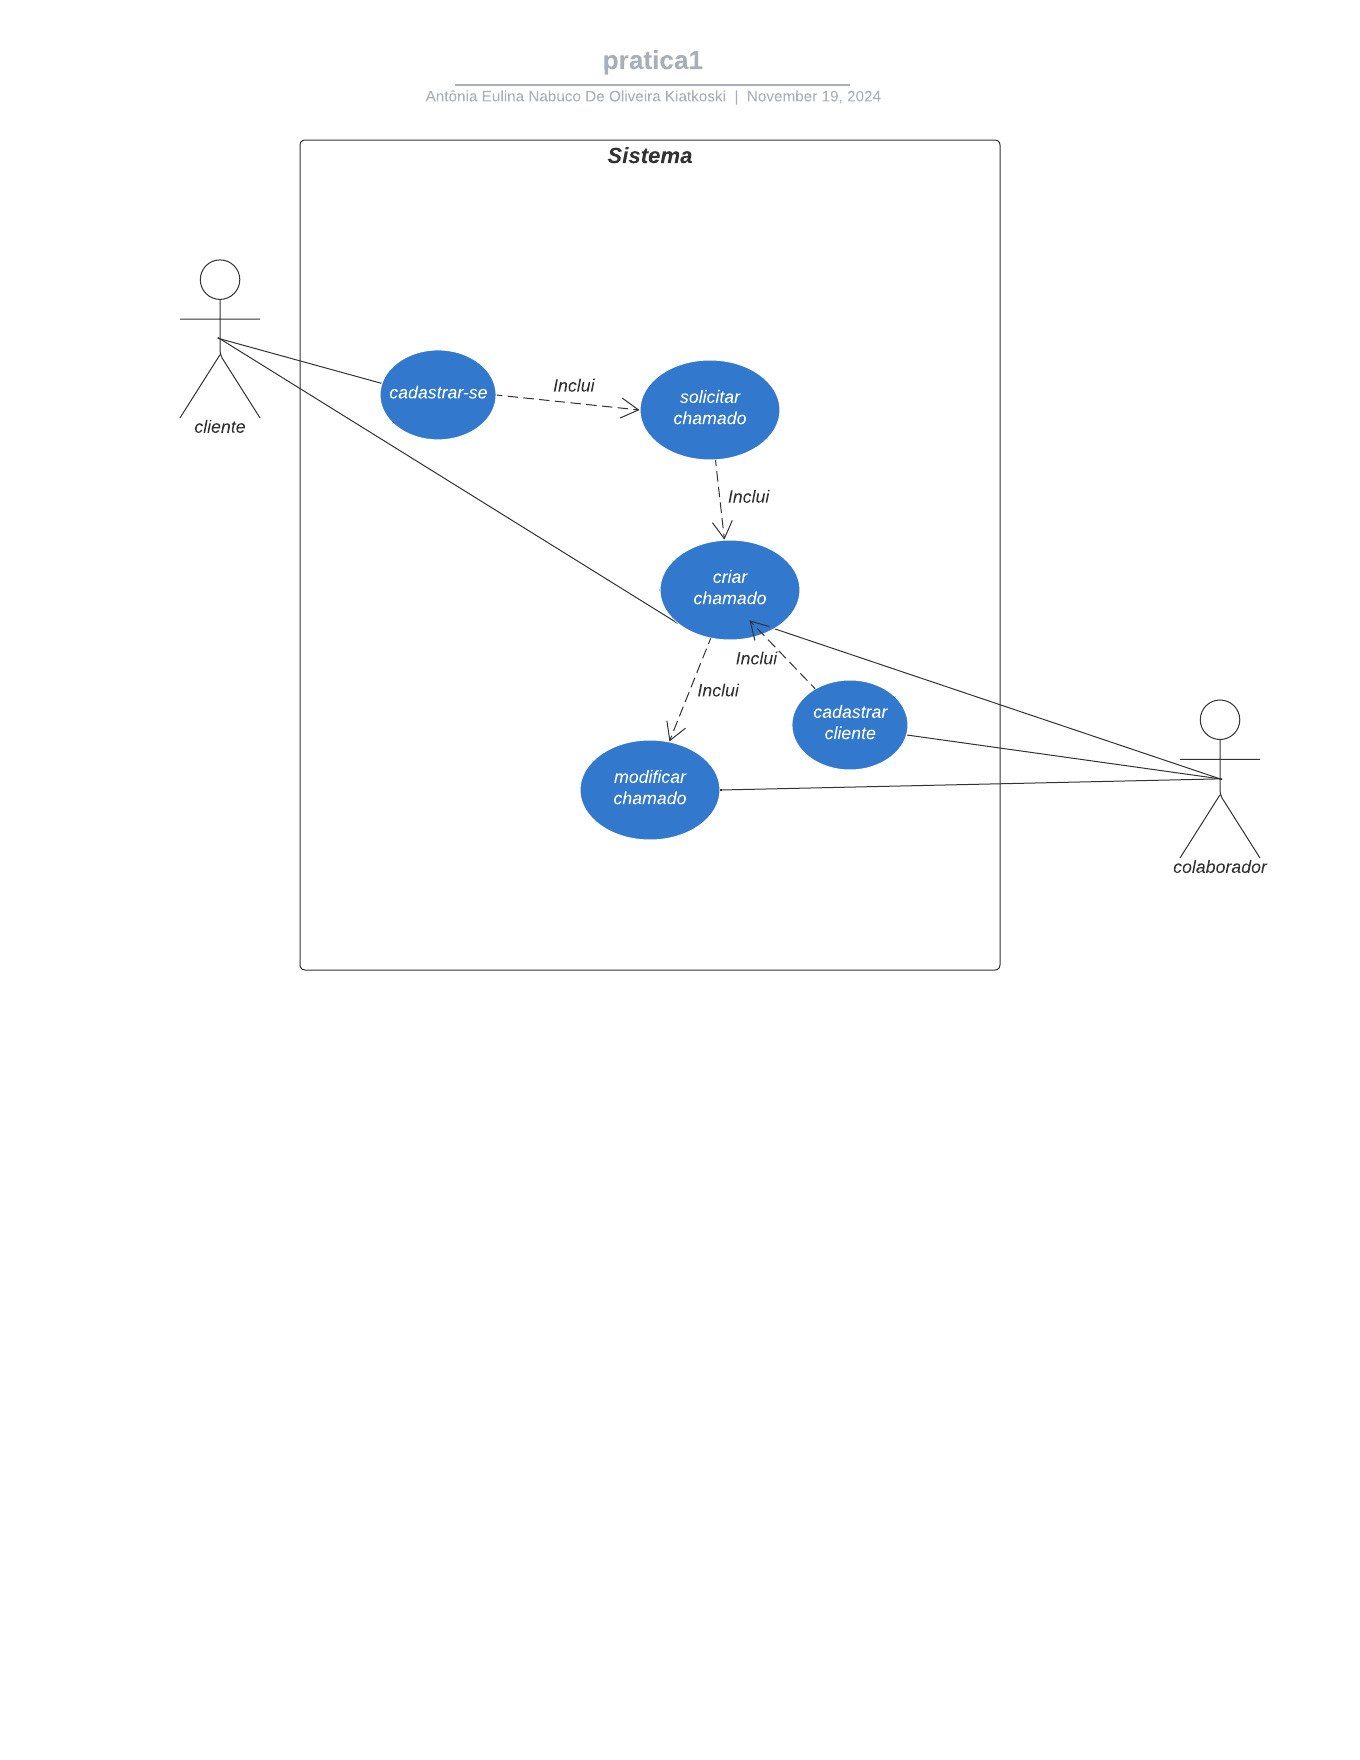 pratica1
Antônia Eulina Nabuco De Oliveira Kiatkoski | November 19, 2024
Sistema
cliente
cadastrar-se
Inclui
solicitar
chamado
Inclui
criar
chamado
Inclui
Inclui
cadastrar
cliente
modificar
chamado
colaborador